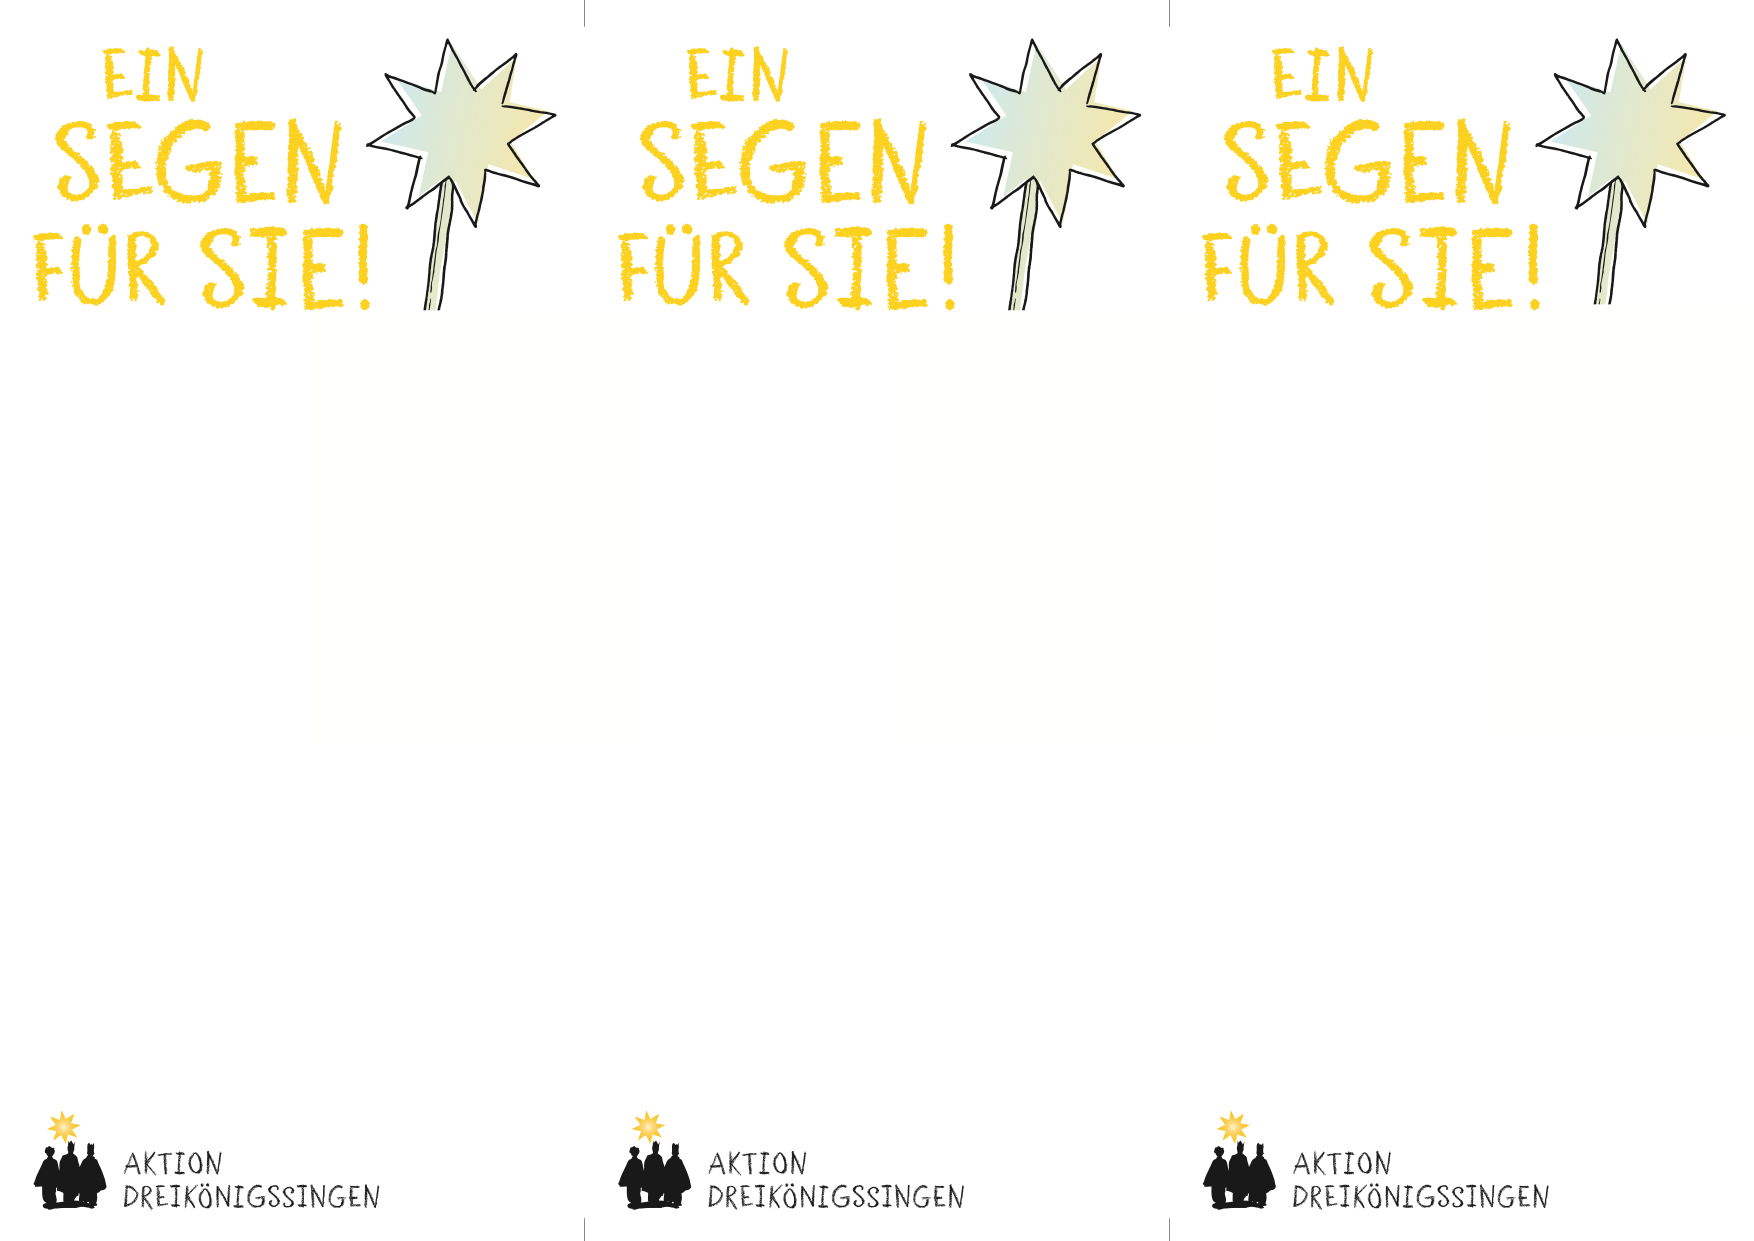 EIN
SEGEN
FÜR SIE!
AKTION
DREIKÖNIGSSINGEN
EIN
SEGEN
FÜR SIE!
AKTION
DREIKÖNIGSSINGEN
EIN
SEGEN
FÜR SIE!
AKTION
DREIKÖNIGSSINGEN